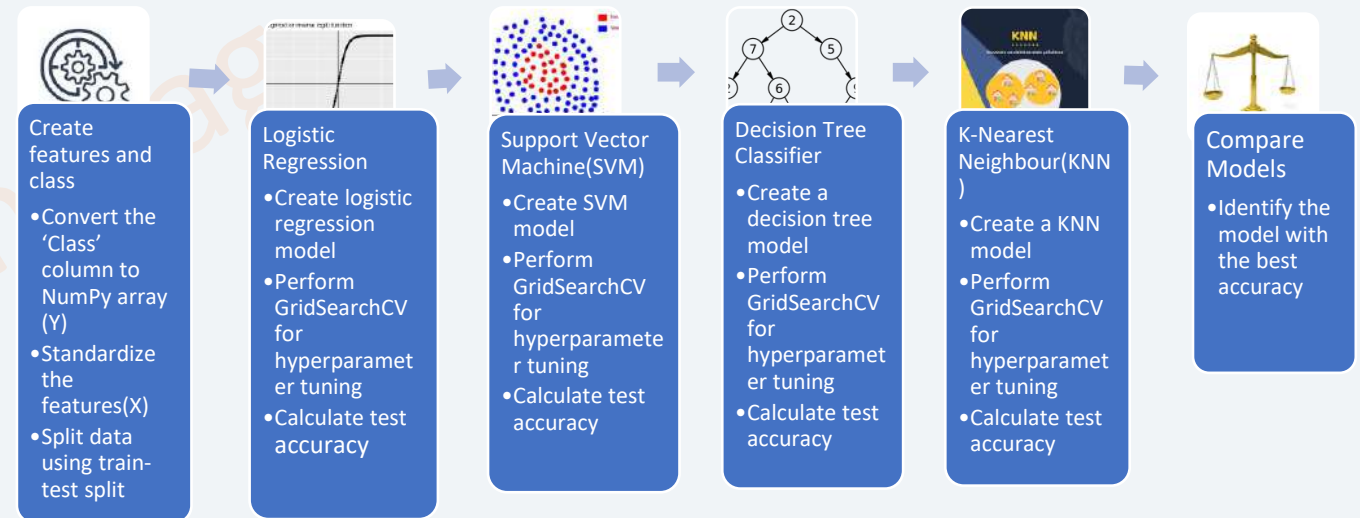 Create
features and
class
•Convert the
‘Class’
column to
NumPy array
(Y)
•Standardize
the
features(X)
•Split data
using train-
test split
Logistic
Regression
•Create logistic
regression
model
•Perform
GridSearchCV
for
hyperparamet
er tuning
•Calculate test
accuracy
Support Vector
Machine(SVM)
•Create SVM
model
•Perform
GridSearchCV
for
hyperparamete
r tuning
•Calculate test
accuracy
2
7
5
6
Decision Tree
Classifier
•Create a
decision tree
model
•Perform
GridSearchCV
for
hyperparamet
er tuning
•Calculate test
accuracy
KNN
K-Nearest
Neighbour(KNN
)
•Create a KNN
model
•Perform
GridSearchCV
for
hyperparamet
er tuning
•Calculate test
accuracy
Compare
Models
•Identify the
model with
the best
accuracy